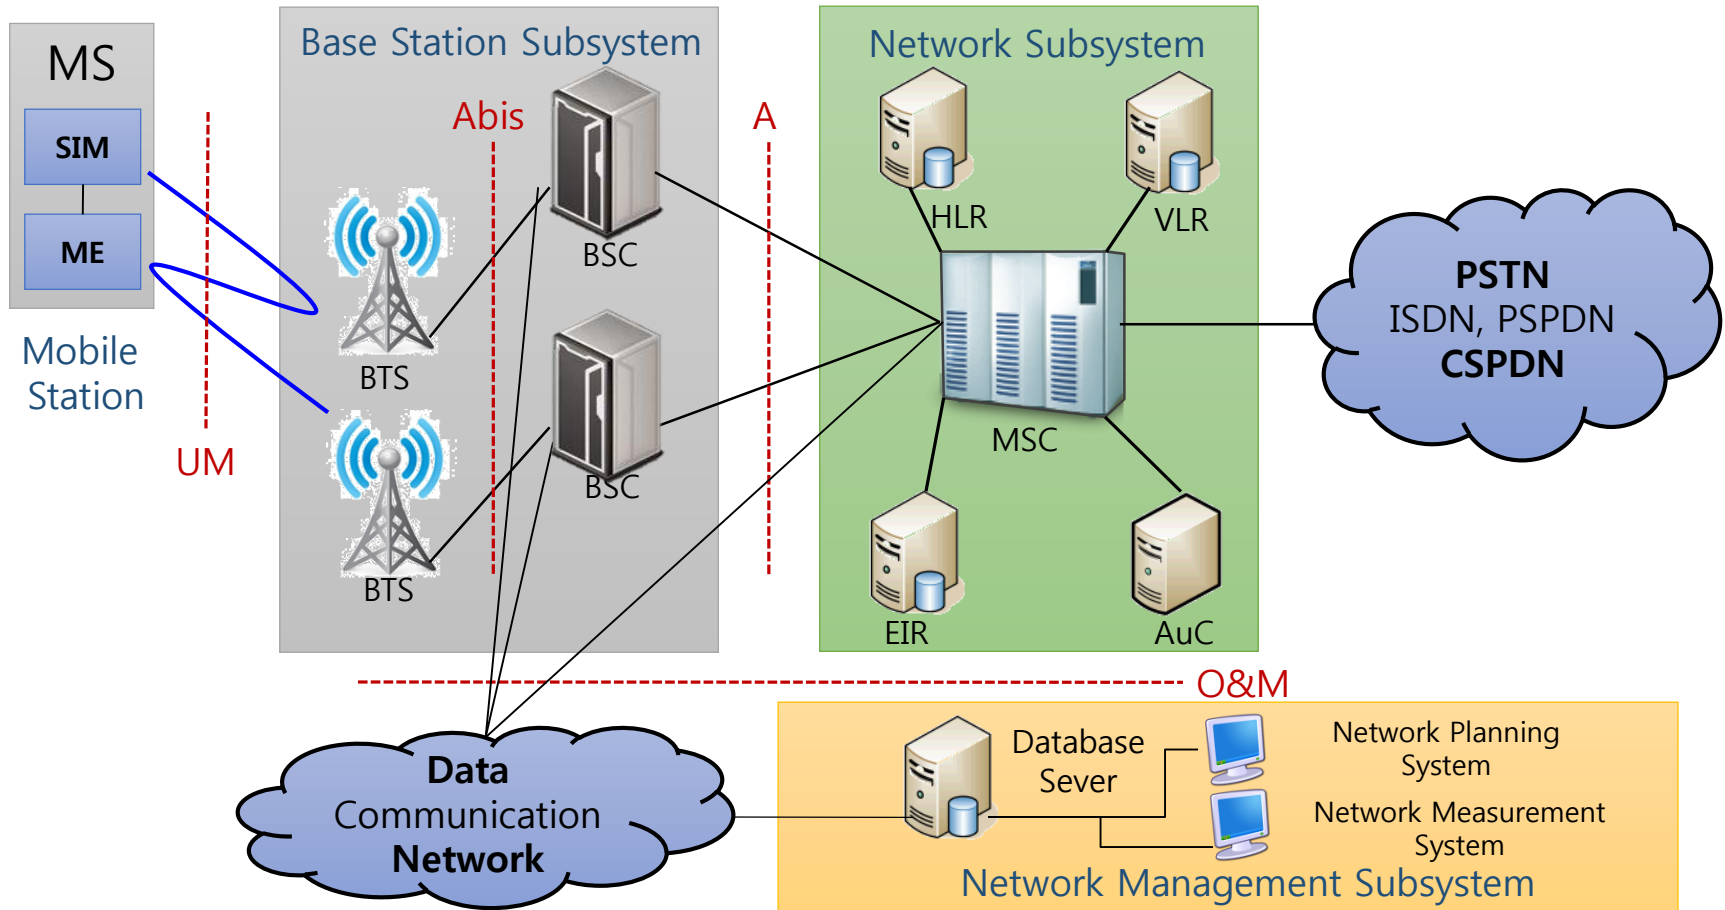 MS
SIM
ME
Mobile
Station
UM
Base Station Subsystem
Abis
BSC
BTS
BSC
BTS
A
Network Subsystem
HLR
VLR
MSC
EIR
AuC
PSTN
ISDN, PSPDN
CSPDN
O&M
Data
Communication
Network
Database
Sever
Network Planning
System
Network Measurement
System
Network Management Subsystem